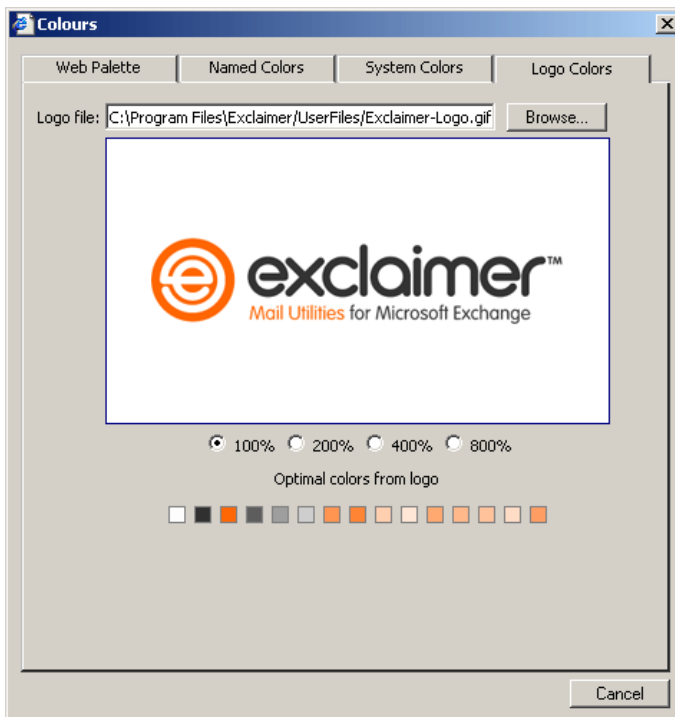 Colours
Web Palette Named Colors System Colors Logo Colors
Logo file: C:\Program Files\Exclaimer/UserFiles/Exclaimer-Logo.gif Browse...
exclaimer™
Mail Utilities for Microsoft Exchange
100% 200% 400% 800%
Optimal colors from logo
Cancel